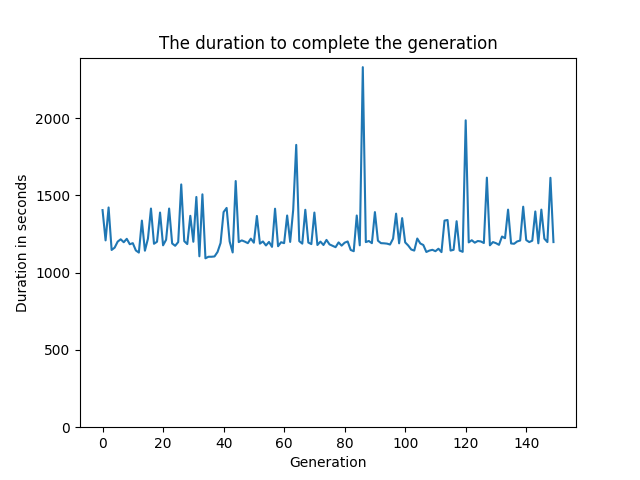 The duration to complete the generation
Duration in seconds
2000
1500
1000
500
0
0 20 40 60 80 100 120 140
Generation